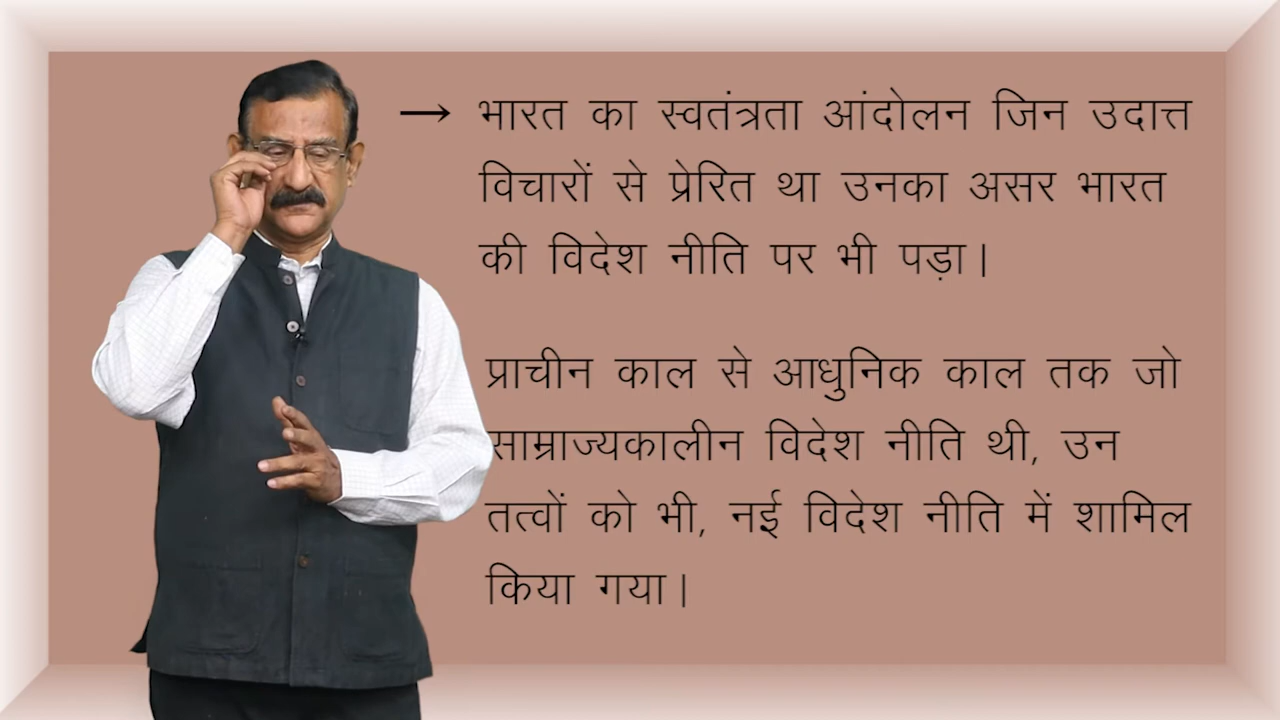 → भारत का स्वतंत्रता आंदोलन जिन उदात्त
विचारों से प्रेरित था उनका असर भारत
की विदेश नीति पर भी पड़ा।
प्राचीन काल से आधुनिक काल तक जो
साम्राज्यकालीन विदेश नीति थी, उन
तत्वों को भी, नई विदेश नीति में शामिल
किया गया।